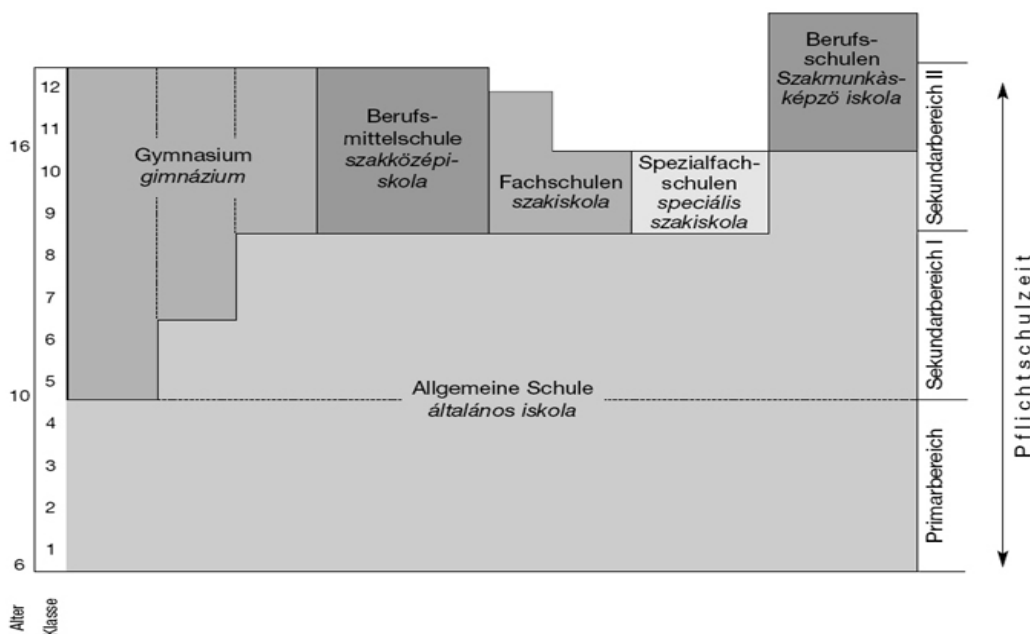 Berufs-
schulen
Szakmunkàs-
képzö iskola
12
11
16
10
9
8
7
6
5
10
4
3
2
1
6
Gymnasium
gimnázium
Berufs-
mittelschule
szakközépi-
skola
Fachschulen
szakiskola
Spezialfach-
schulen
speciális
szakiskola
Allgemeine Schule
általános iskola
Sekundarbereich II
Sekundarbereich I
Primarbereich
Pflichtschulzeit
Alter
Klasse